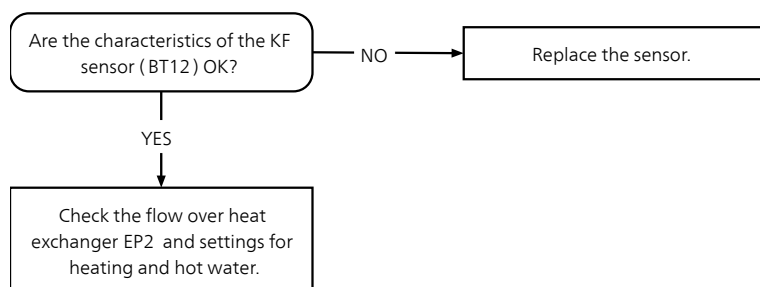 Are the characteristics of the KF
sensor (BT12) OK?
NO
Replace the sensor.
YES
Check the flow over heat
exchanger EP2 and settings for
heating and hot water.